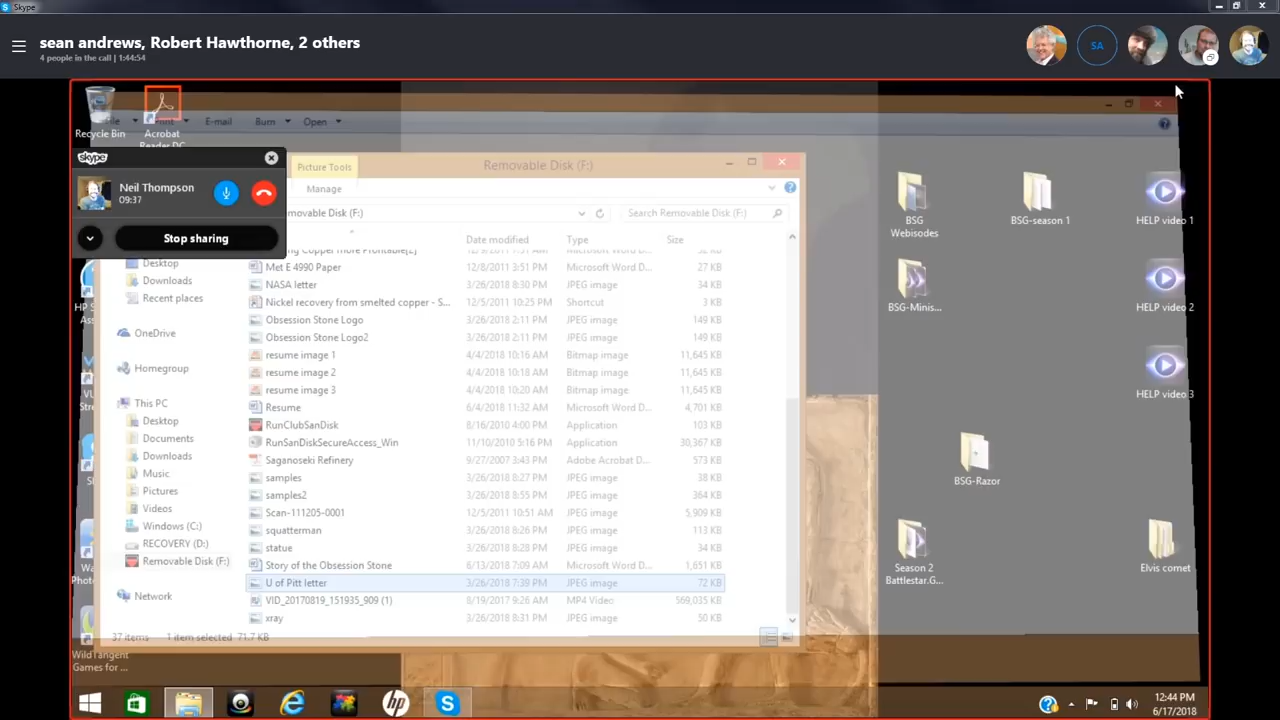 Skype
sean andrews, Robert Hawthorne, 2 others
4 people in the call | 1:44:54
SA
Recycle Bin
Acrobat
Reader DC
File
Print
E-mail
Burn
Open
skype
Neil Thompson
09:37
Stop sharing
Picture Tools
Removable Disk (F:)
Manage
movable Disk (F:)
Search Removable Disk (F:)
Date modified
Type
Size
Desktop
Downloads
Recent places
OneDrive
Homegroup
This PC
Desktop
Documents
Downloads
Music
Pictures
Videos
Windows (C:)
RECOVERY (D:)
Removable Disk (F:)
Network
Met E 4990 Paper 12/8/2011 3:51 PM Microsoft Word D... 27 KB
NASA letter 3/26/2018 8:30 PM JPEG image 34 KB
Nickel recovery from smelted copper - S... 12/5/2011 10:25 PM Shortcut 3 KB
Obsession Stone Logo 3/26/2018 2:11 PM JPEG image 149 KB
Obsession Stone Logo2 3/26/2018 2:11 PM JPEG image 149 KB
resume image 1 4/4/2018 10:16 AM Bitmap image 11,645 KB
resume image 2 4/4/2018 10:18 AM Bitmap image 11,645 KB
resume image 3 4/4/2018 10:20 AM Bitmap image 11,645 KB
Resume 6/4/2018 11:32 AM Microsoft Word D... 4,701 KB
RunClubSanDisk 8/16/2010 4:00 PM Application 103 KB
RunSanDiskSecureAccess_Win 11/10/2010 5:16 PM Application 30,367 KB
Saganoseki Refinery 9/27/2007 3:43 PM Adobe Acrobat D... 573 KB
samples 3/26/2018 8:27 PM JPEG image 38 KB
samples2 3/26/2018 8:55 PM JPEG image 364 KB
Scan-111205-0001 12/5/2011 10:51 AM JPEG image 5,909 KB
squatterman 3/26/2018 8:26 PM JPEG image 113 KB
statue 3/26/2018 8:28 PM JPEG image 34 KB
Story of the Obsession Stone 6/13/2018 7:09 AM Microsoft Word D... 1,651 KB
U of Pitt letter 3/26/2018 7:39 PM JPEG image 72 KB
VID_20170819_151935_909 (1) 8/19/2017 9:26 AM MP4 Video 569,035 KB
xray 3/26/2018 8:31 PM JPEG image 50 KB
37 items 1 item selected 71.7 KB
BSG
Webisodes
BSG-season 1
HELP video 1
BSG-Minis...
HELP video 2
HELP video 3
BSG-Razor
Season 2
Battlestar.G...
Elvis comet
WildTangent
Games for ...
hp
12:44 PM
6/17/2018